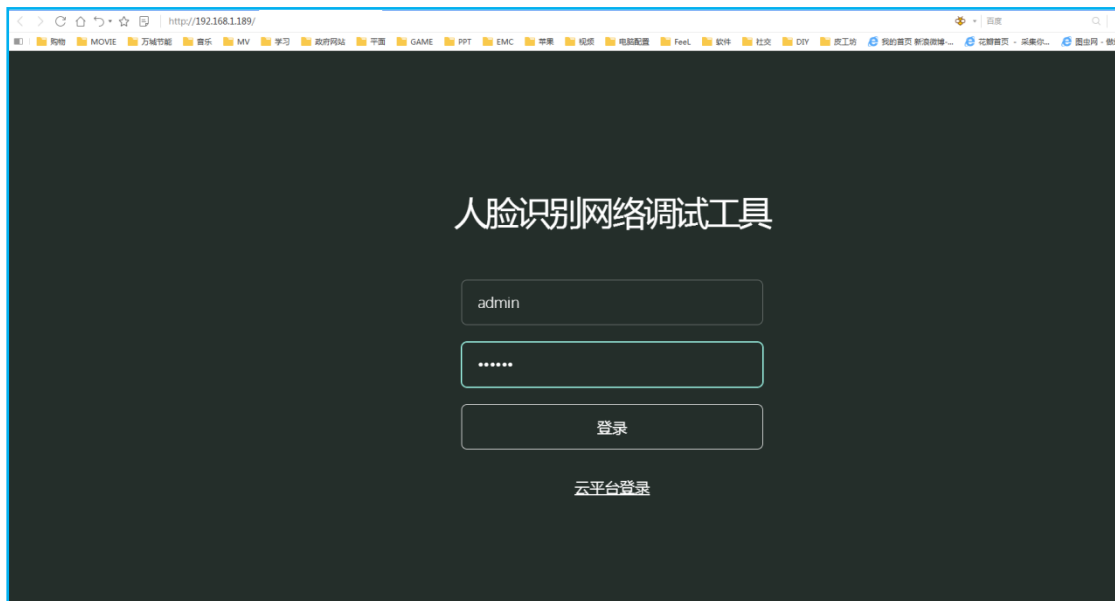 http://192.168.1.189/ 百度
购物 MOVIE 万城节能 音乐 MV 学习 政府网站 平面 GAME PPT EMC 苹果 视频 电脑配置 FeeL 软件 社交 DIY 皮工坊 我的首页 新浪微博-... 花瓣首页 - 采集你... 图虫网 -
人脸识别网络调试工具
admin
••••••
登录
云平台登录